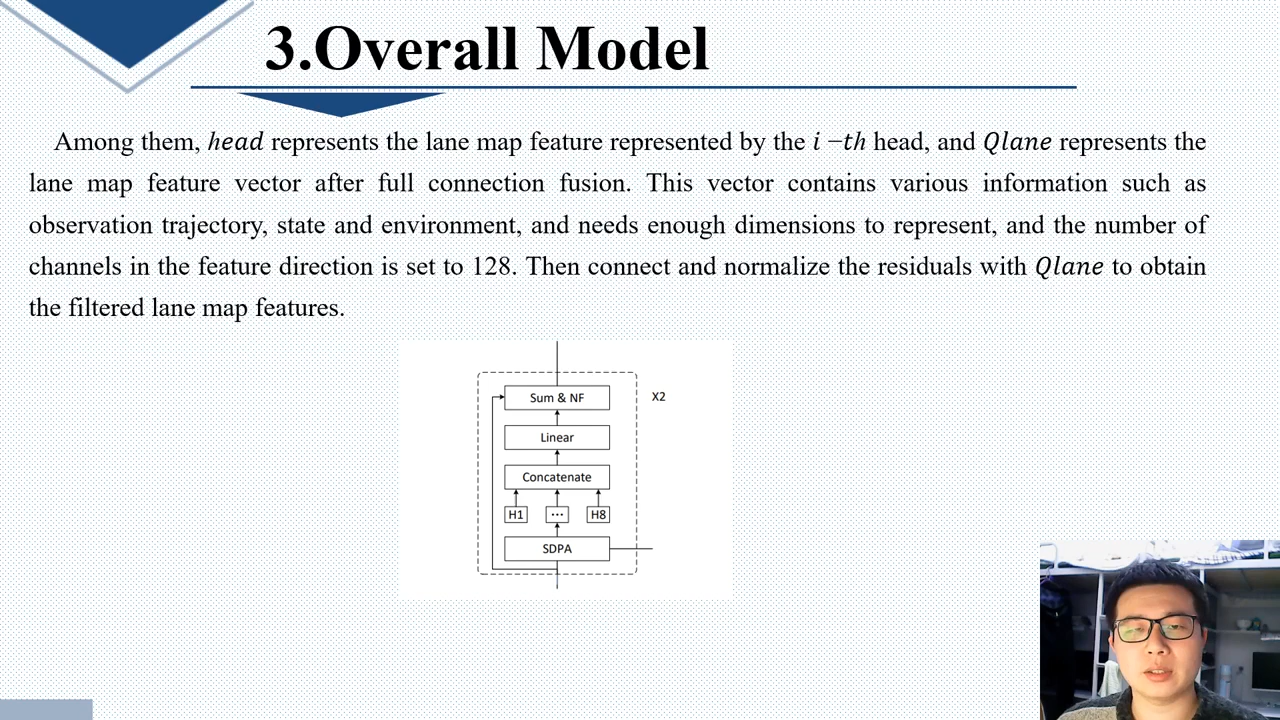 3.Overall Model
Among them, head represents the lane map feature represented by the i −th head, and Qlane represents the
lane map feature vector after full connection fusion. This vector contains various information such as
observation trajectory, state and environment, and needs enough dimensions to represent, and the number of
channels in the feature direction is set to 128. Then connect and normalize the residuals with Qlane to obtain
the filtered lane map features.
Sum & NF
X2
Linear
Concatenate
H1 ... H8
SDPA